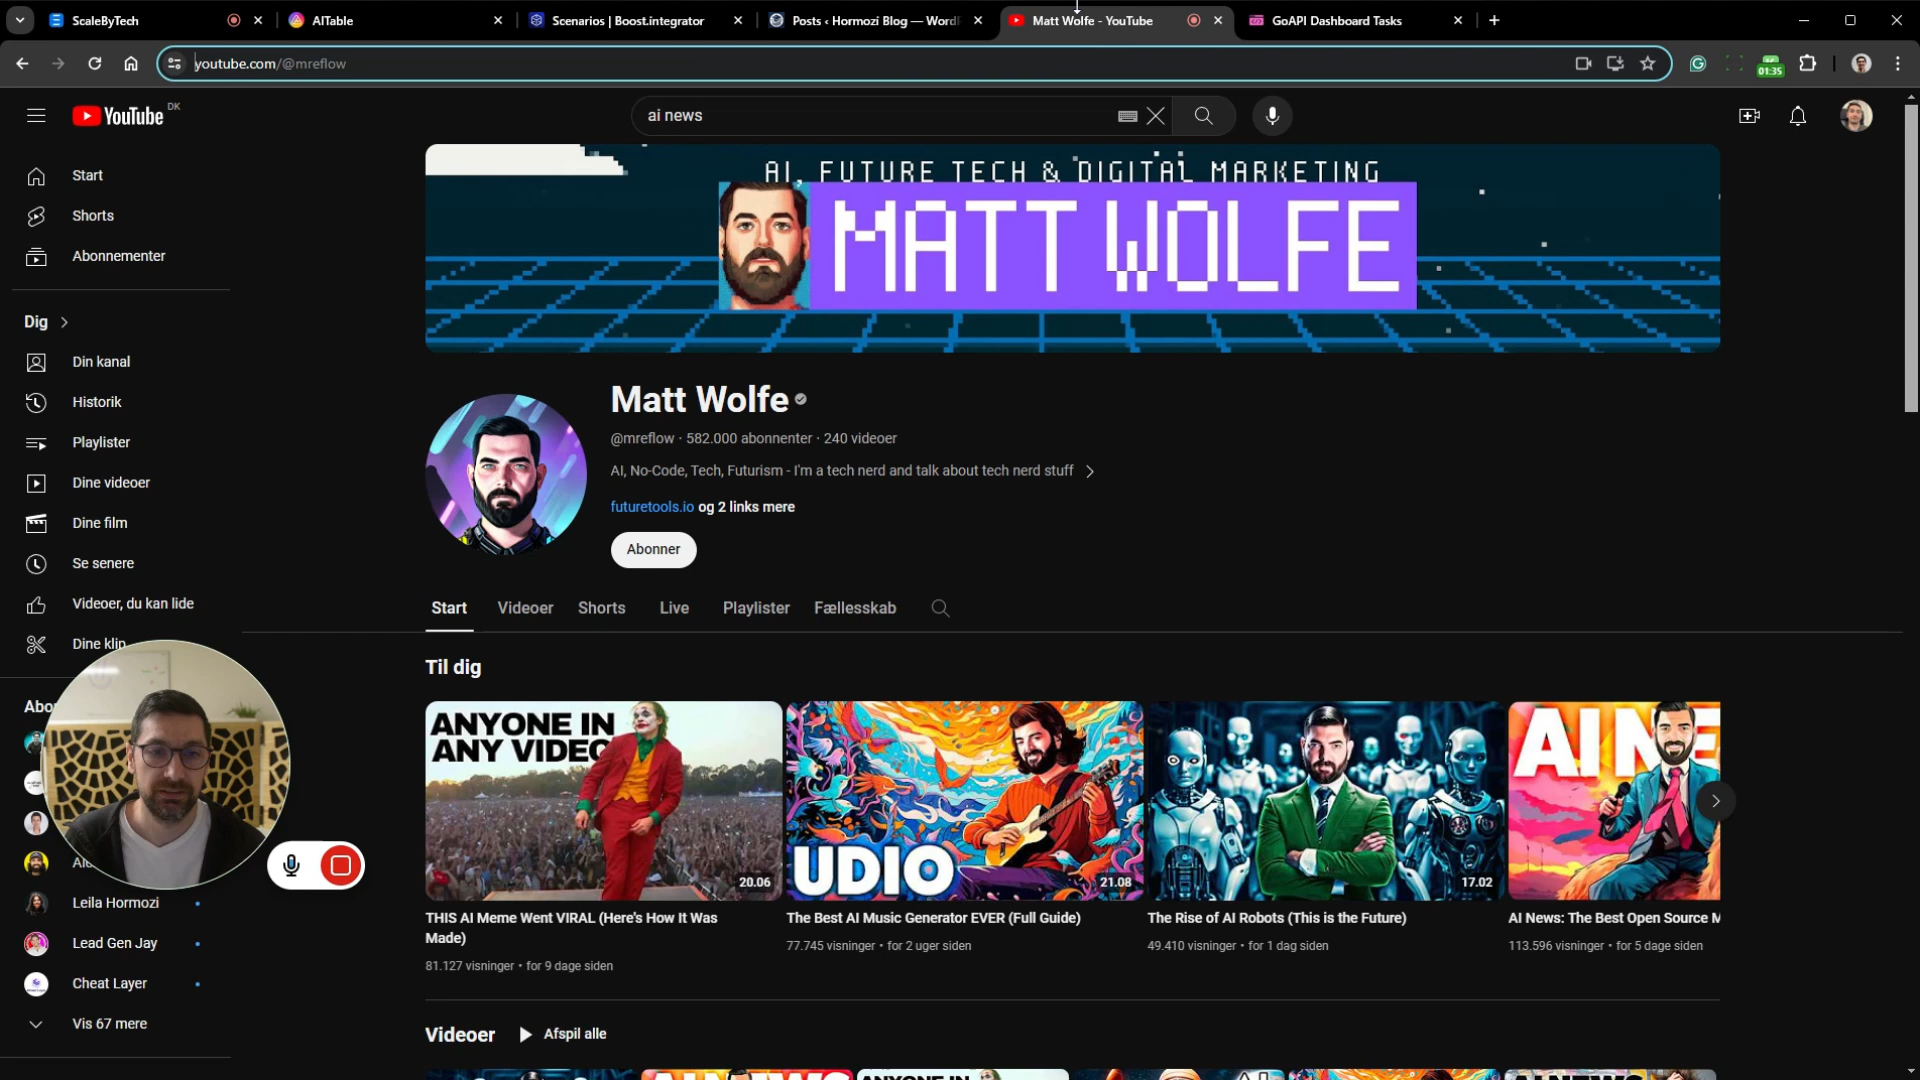 ScaleByTech
AITable
Scenarios | Boost.integrator
Posts ‹ Hormozi Blog — WordP
Matt Wolfe - YouTube
GoAPI Dashboard Tasks
youtube.com/@mreflow
01:35
YouTube DK
ai news
Start
Shorts
Abonnementer
Dig
Din kanal
Historik
Playlister
Dine videoer
Dine film
Se senere
Videoer, du kan lide
Dine klip
Abo
Leila Hormozi
Lead Gen Jay
Cheat Layer
Vis 67 mere
AI, FUTURE TECH & DIGITAL MARKETING
MATT WOLFE
Matt Wolfe
@mreflow · 582.000 abonnenter · 240 videoer
AI, No-Code, Tech, Futurism - I'm a tech nerd and talk about tech nerd stuff
futuretools.io og 2 links mere
Abonner
Start
Videoer
Shorts
Live
Playlister
Fællesskab
Til dig
ANYONE IN
ANY VIDEO
20.06
THIS AI Meme Went VIRAL (Here's How It Was
Made)
81.127 visninger • for 9 dage siden
UDIO
21.08
The Best AI Music Generator EVER (Full Guide)
77.745 visninger • for 2 uger siden
17.02
The Rise of AI Robots (This is the Future)
49.410 visninger • for 1 dag siden
AI NE
AI News: The Best Open Source M
113.596 visninger • for 5 dage siden
Videoer
Afspil alle